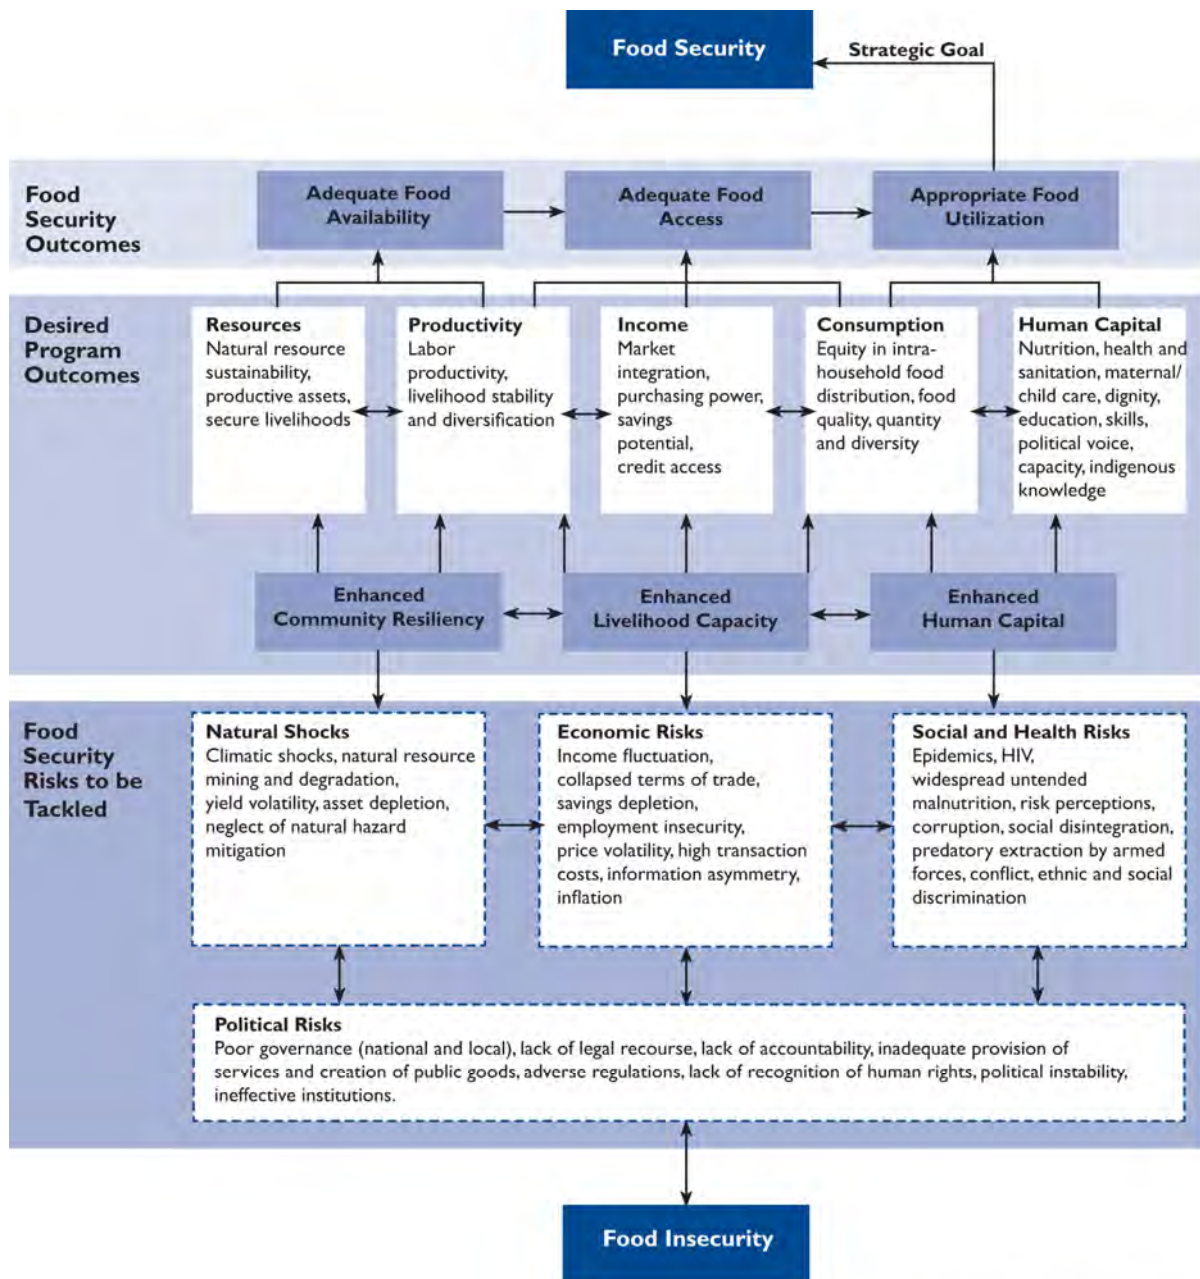 Food Security
Strategic Goal
Food
Security
Outcomes
Adequate Food
Availability
Adequate Food
Access
Appropriate Food
Utilization
Desired
Program
Outcomes
Resources
Natural resource
sustainability,
productive assets,
secure livelihoods
Productivity
Labor
productivity,
livelihood stability
and diversification
Income
Market
integration,
purchasing power,
savings
potential,
credit access
Consumption
Equity in intra-
household food
distribution, food
quality, quantity
and diversity
Human Capital
Nutrition, health and
sanitation, maternal/
child care, dignity,
education, skills,
political voice,
capacity, indigenous
knowledge
Enhanced
Community Resiliency
Enhanced
Livelihood Capacity
Enhanced
Human Capital
Food
Security
Risks to be
Tackled
Natural Shocks
Climatic shocks, natural resource
mining and degradation,
yield volatility, asset depletion,
neglect of natural hazard
mitigation
Economic Risks
Income fluctuation,
collapsed terms of trade,
savings depletion,
employment insecurity,
price volatility, high transaction
costs, information asymmetry,
inflation
Social and Health Risks
Epidemics, HIV,
widespread untended
malnutrition, risk perceptions,
corruption, social disintegration,
predatory extraction by armed
forces, conflict, ethnic and social
discrimination
Political Risks
Poor governance (national and local), lack of legal recourse, lack of accountability, inadequate provision of
services and creation of public goods, adverse regulations, lack of recognition of human rights, political instability,
ineffective institutions.
Food Insecurity